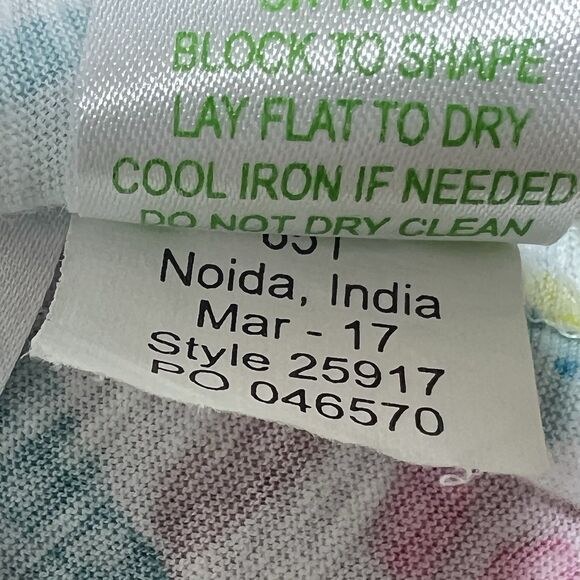 BLOCK TO SHAPE
LAY FLAT TO DRY
COOL IRON IF NEEDED
DO NOT DRY CLEAN
Noida, India
Mar - 17
Style 25917
PO 046570